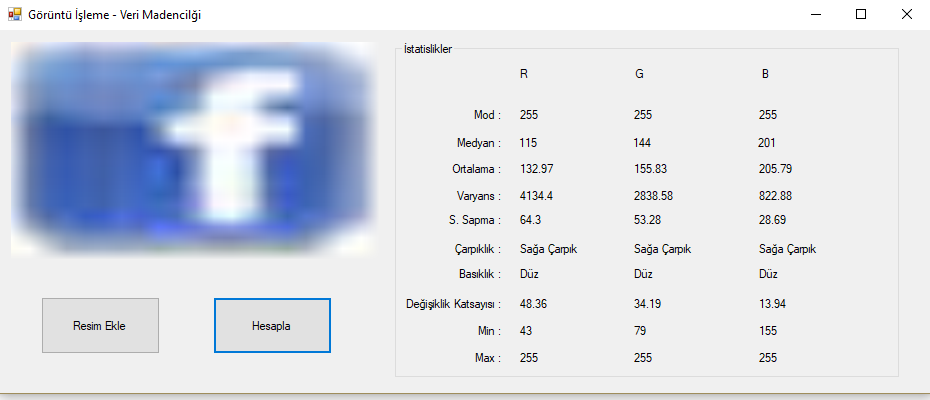 Görüntü İşleme - Veri Madencilği
f
İstatislikler
R G B
Mod : 255 255 255
Medyan : 115 144 201
Ortalama : 132.97 155.83 205.79
Varyans : 4134.4 2838.58 822.88
S. Sapma : 64.3 53.28 28.69
Çarpıklık : Sağa Çarpık Sağa Çarpık Sağa Çarpık
Basıklık : Düz Düz Düz
Değişiklik Katsayısı : 48.36 34.19 13.94
Min : 43 79 155
Max : 255 255 255
Resim Ekle Hesapla